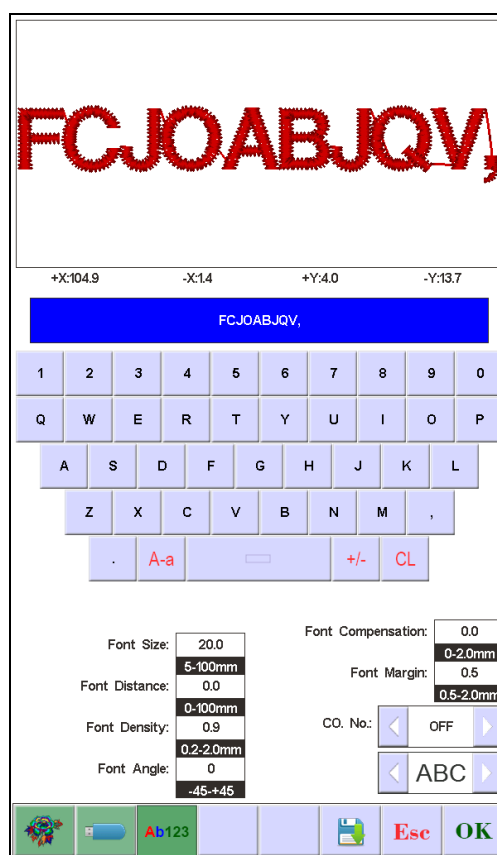 FCJOABJQV,
+X:104.9 -X:1.4 +Y:4.0 -Y:13.7
FCJOABJQV,
1 2 3 4 5 6 7 8 9 0
Q W E R T Y U I O P
A S D F G H J K L
Z X C V B N M ,
. A-a +/- CL
Font Size: 20.0
5-100mm
Font Distance: 0.0
0-100mm
Font Density: 0.9
0.2-2.0mm
Font Angle: 0
-45-+45
Font Compensation: 0.0
0-2.0mm
Font Margin: 0.5
0.5-2.0mm
CO. No.: OFF
ABC
Ab123 Esc OK